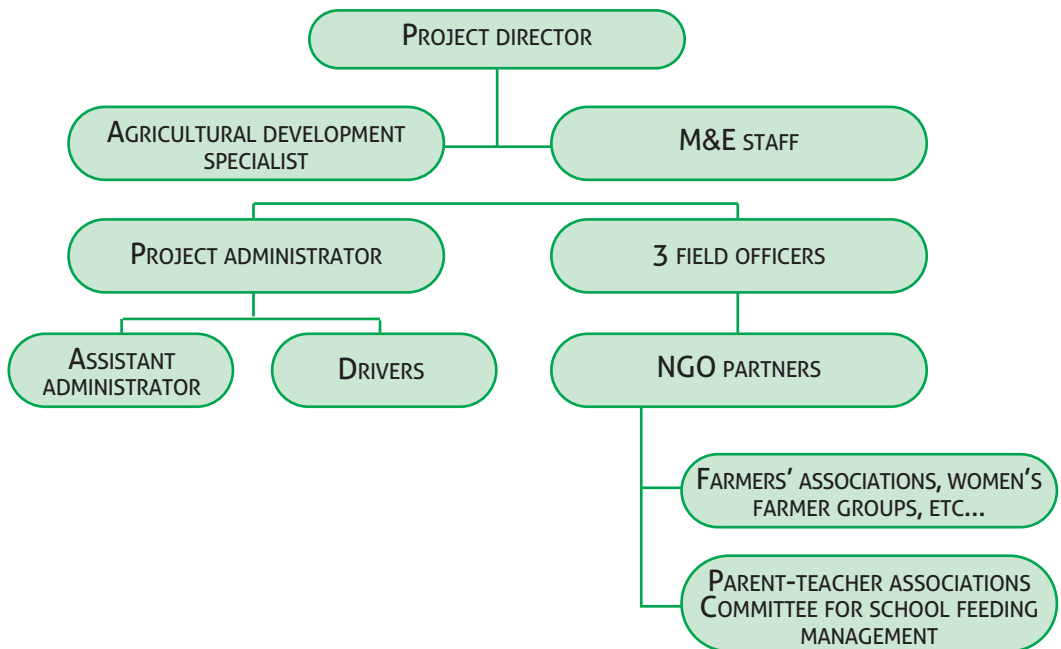 PROJECT DIRECTOR
AGRICULTURAL DEVELOPMENT
SPECIALIST
M&E STAFF
PROJECT ADMINISTRATOR
3 FIELD OFFICERS
ASSISTANT
ADMINISTRATOR
DRIVERS
NGO PARTNERS
FARMERS' ASSOCIATIONS, WOMEN'S
FARMER GROUPS, ETC...
PARENT-TEACHER ASSOCIATIONS
COMMITTEE FOR SCHOOL FEEDING
MANAGEMENT